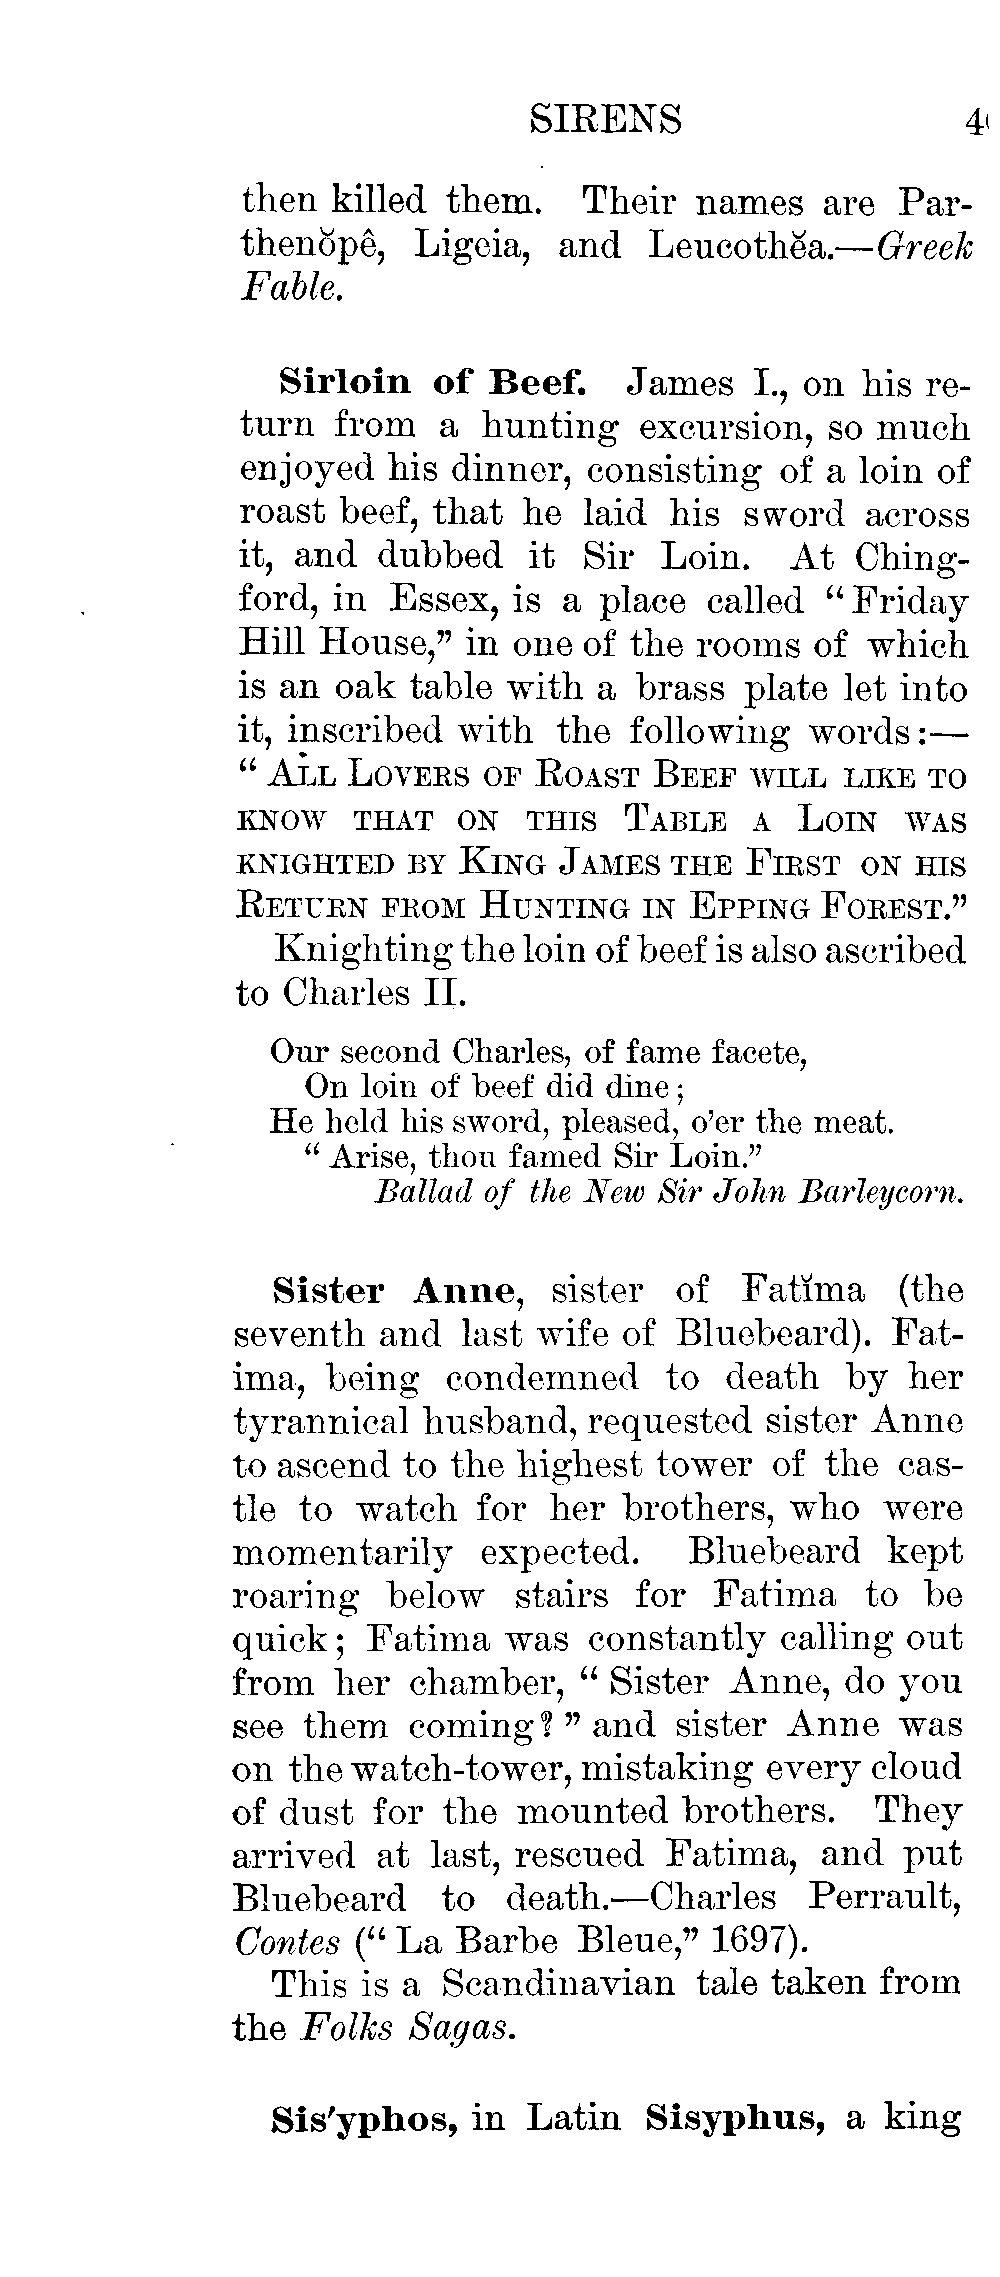 SIRENS 4
then killed them. Their names are Par-
thenŏpê, Ligeia, and Leucothĕa.—Greek
Fable.
Sirloin of Beef. James I., on his re-
turn from a hunting excursion, so much
enjoyed his dinner, consisting of a loin of
roast beef, that he laid his sword across
it, and dubbed it Sir Loin. At Ching-
ford, in Essex, is a place called “Friday
Hill House,” in one of the rooms of which
is an oak table with a brass plate let into
it, inscribed with the following words:—
“ALL LOVERS OF ROAST BEEF WILL LIKE TO
KNOW THAT ON THIS TABLE A LOIN WAS
KNIGHTED BY KING JAMES THE FIRST ON HIS
RETURN FROM HUNTING IN EPPING FOREST.”
Knighting the loin of beef is also ascribed
to Charles II.
Our second Charles, of fame facete,
On loin of beef did dine;
He held his sword, pleased, o’er the meat.
“Arise, thou famed Sir Loin.”
Ballad of the New Sir John Barleycorn.
Sister Anne, sister of Fatĭma (the
seventh and last wife of Bluebeard). Fat-
ima, being condemned to death by her
tyrannical husband, requested sister Anne
to ascend to the highest tower of the cas-
tle to watch for her brothers, who were
momentarily expected. Bluebeard kept
roaring below stairs for Fatima to be
quick; Fatima was constantly calling out
from her chamber, “Sister Anne, do you
see them coming?” and sister Anne was
on the watch-tower, mistaking every cloud
of dust for the mounted brothers. They
arrived at last, rescued Fatima, and put
Bluebeard to death.—Charles Perrault,
Contes (“La Barbe Bleue,” 1697).
This is a Scandinavian tale taken from
the Folks Sagas.
Sis′yphos, in Latin Sisyphus, a king